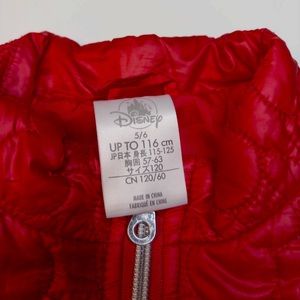 Disney
5/6
UP TO 116 cm
JP日本 身長 115-125
胸囲 57-63
サイズ120
CN 120/60
MADE IN CHINA
FABRIQUÉ EN CHINE